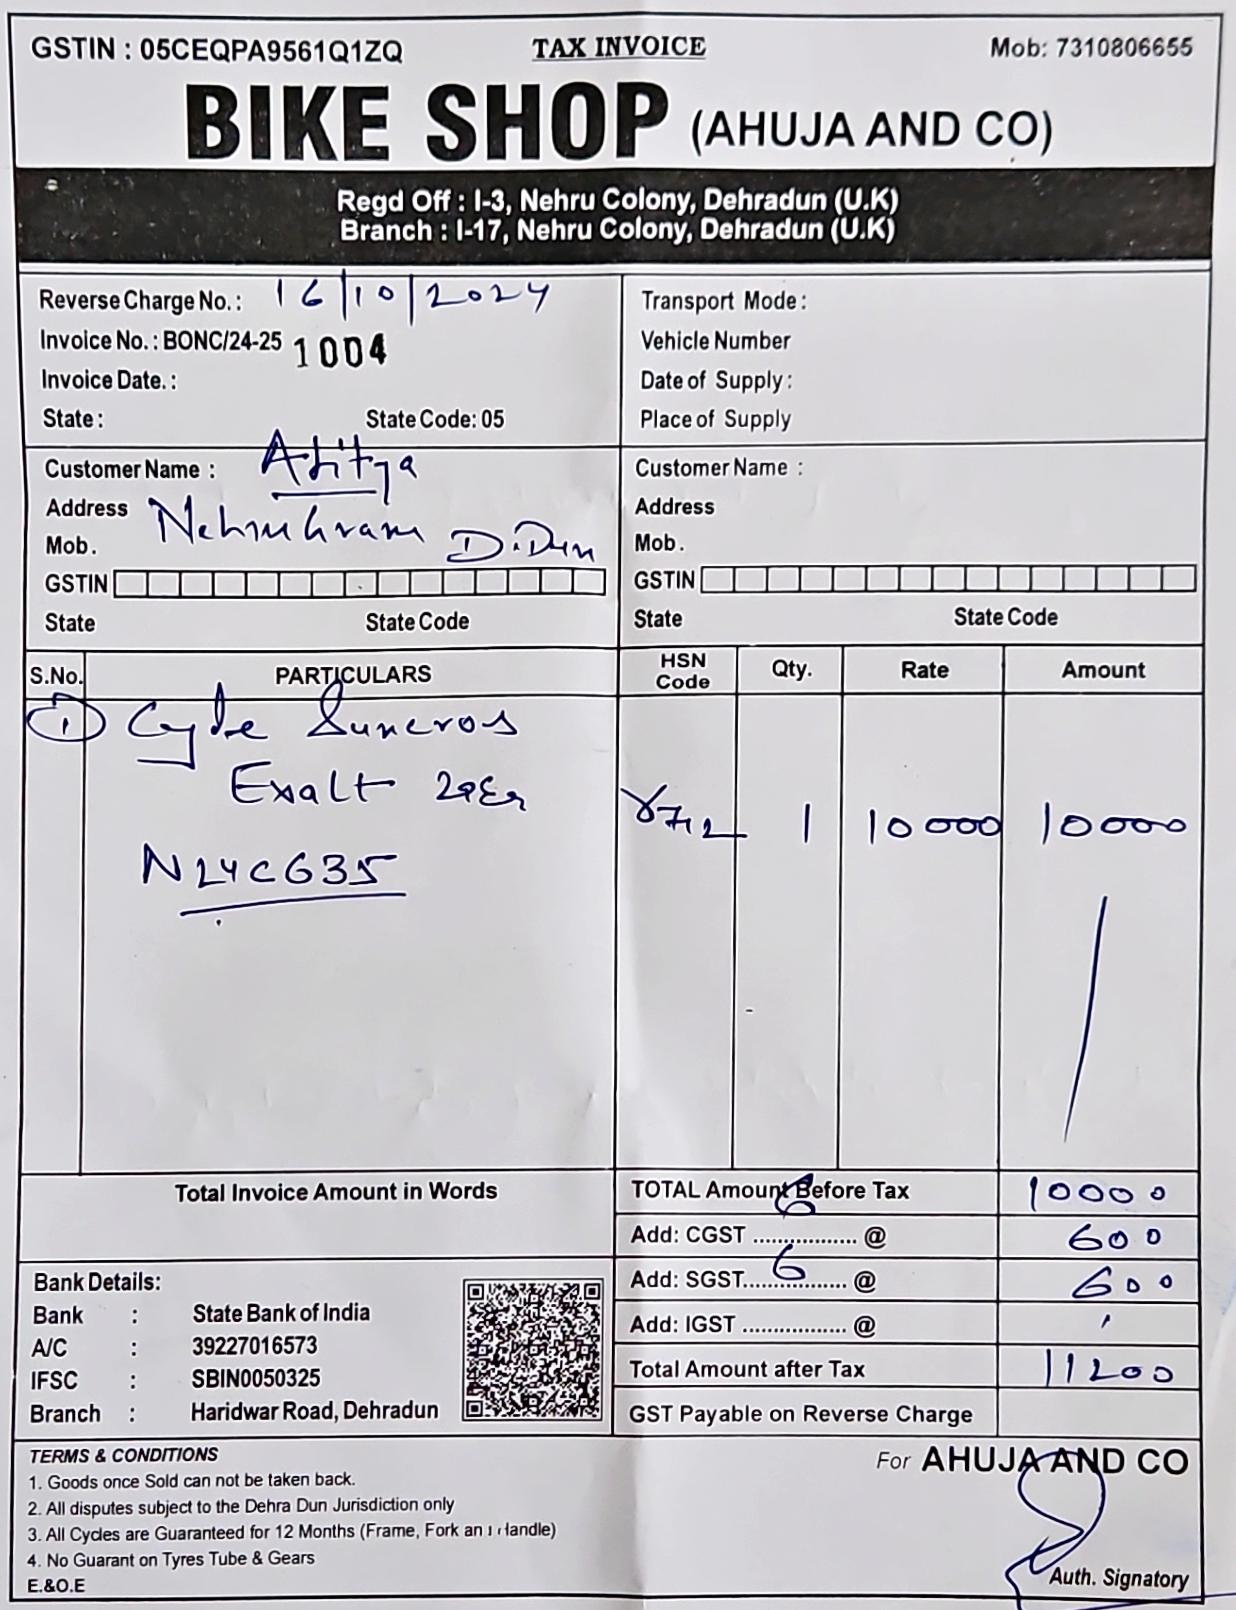 GSTIN : 05CEQPA9561Q1ZQ TAX INVOICE Mob: 7310806655
BIKE SHOP (AHUJA AND CO)
Regd Off : I-3, Nehru Colony, Dehradun (U.K)
Branch : I-17, Nehru Colony, Dehradun (U.K)
Reverse Charge No. : 16/10/2024
Invoice No. : BONC/24-25 1004
Invoice Date. :
State : State Code: 05
Transport Mode :
Vehicle Number
Date of Supply :
Place of Supply
Customer Name : Aditya
Address Nehrugram D.Dun
Mob.
GSTIN
State State Code
Customer Name :
Address
Mob.
GSTIN
State State Code
S.No. PARTICULARS HSN Code Qty. Rate Amount
1 Cycle Suncros
Exalt
8712 1 10000 10000
N24C635
Total Invoice Amount in Words
TOTAL Amount Before Tax 10000
Add: CGST ................. @ 6 600
Add: SGST................. @ 6 600
Add: IGST ................. @
Total Amount after Tax 11200
GST Payable on Reverse Charge
Bank Details:
Bank : State Bank of India
A/C : 39227016573
IFSC : SBIN0050325
Branch : Haridwar Road, Dehradun
TERMS & CONDITIONS
1. Goods once Sold can not be taken back.
2. All disputes subject to the Dehra Dun Jurisdiction only
3. All Cycles are Guaranteed for 12 Months (Frame, Fork an Handle)
4. No Guarant on Tyres Tube & Gears
E.&O.E
For AHUJA AND CO
Auth. Signatory